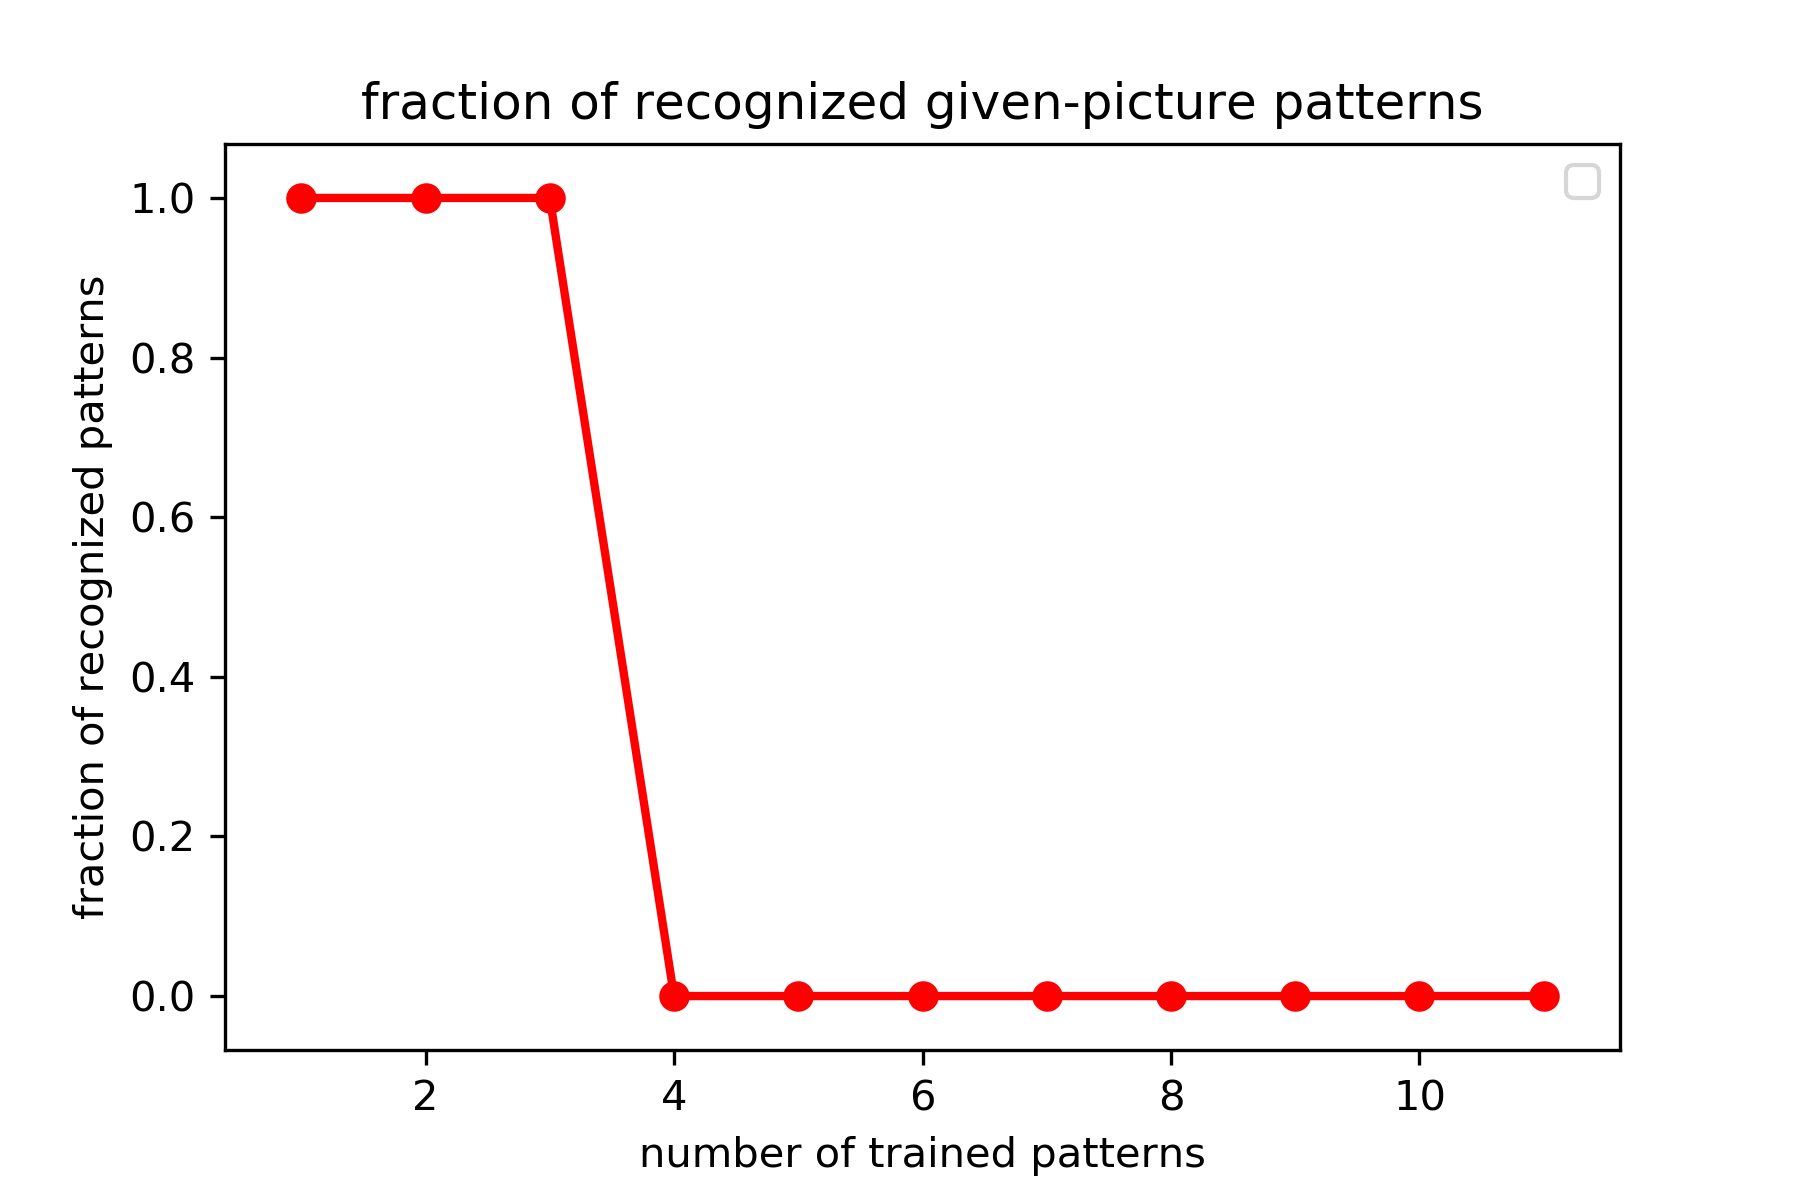 fraction of recognized given-picture patterns
fraction of recognized patterns
1.0
0.8
0.6
0.4
0.2
0.0
2 4 6 8 10
number of trained patterns